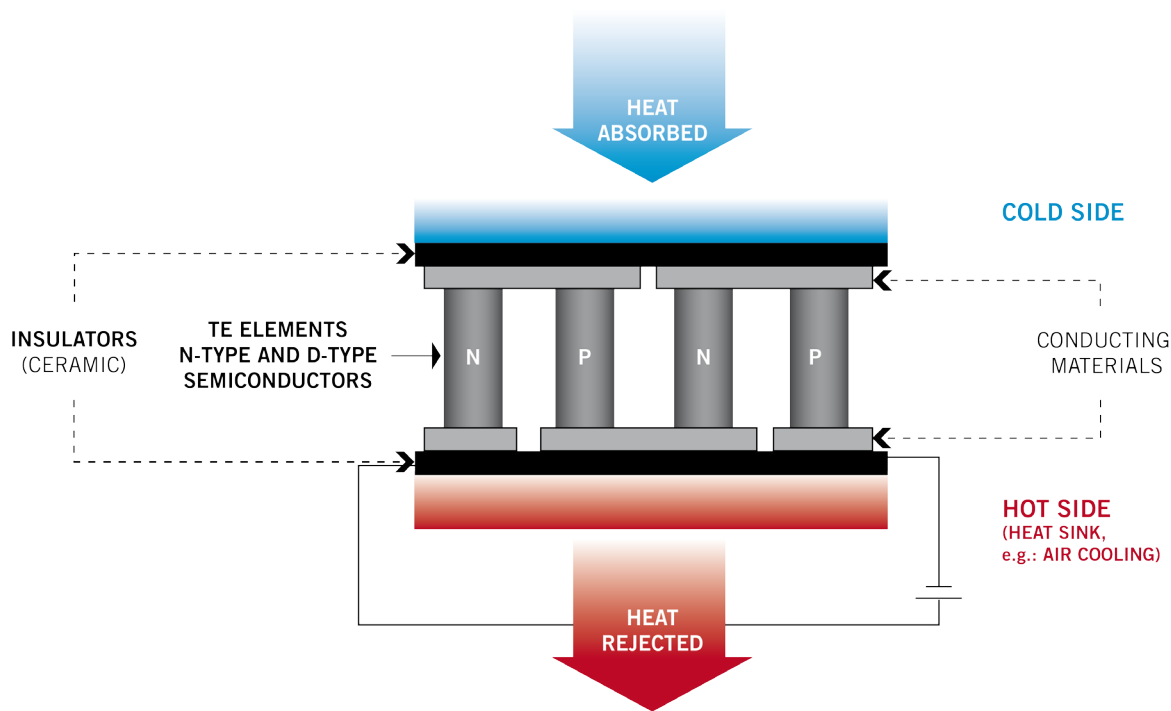 HEAT
ABSORBED
COLD SIDE
INSULATORS
(CERAMIC)
TE ELEMENTS
N-TYPE AND D-TYPE
SEMICONDUCTORS
N
P
N
P
CONDUCTING
MATERIALS
HOT SIDE
(HEAT SINK,
e.g.: AIR COOLING)
HEAT
REJECTED